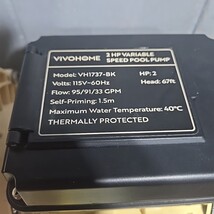 VIVOHOME
2 HP VARIABLE
SPEED POOL PUMP
Model: VH1737-BK HP: 2
Volts: 115V~60Hz Head: 67ft
Flow: 95/91/33 GPM
Self-Priming: 1.5m
Maximum Water Temperature: 40°C
THERMALLY PROTECTED